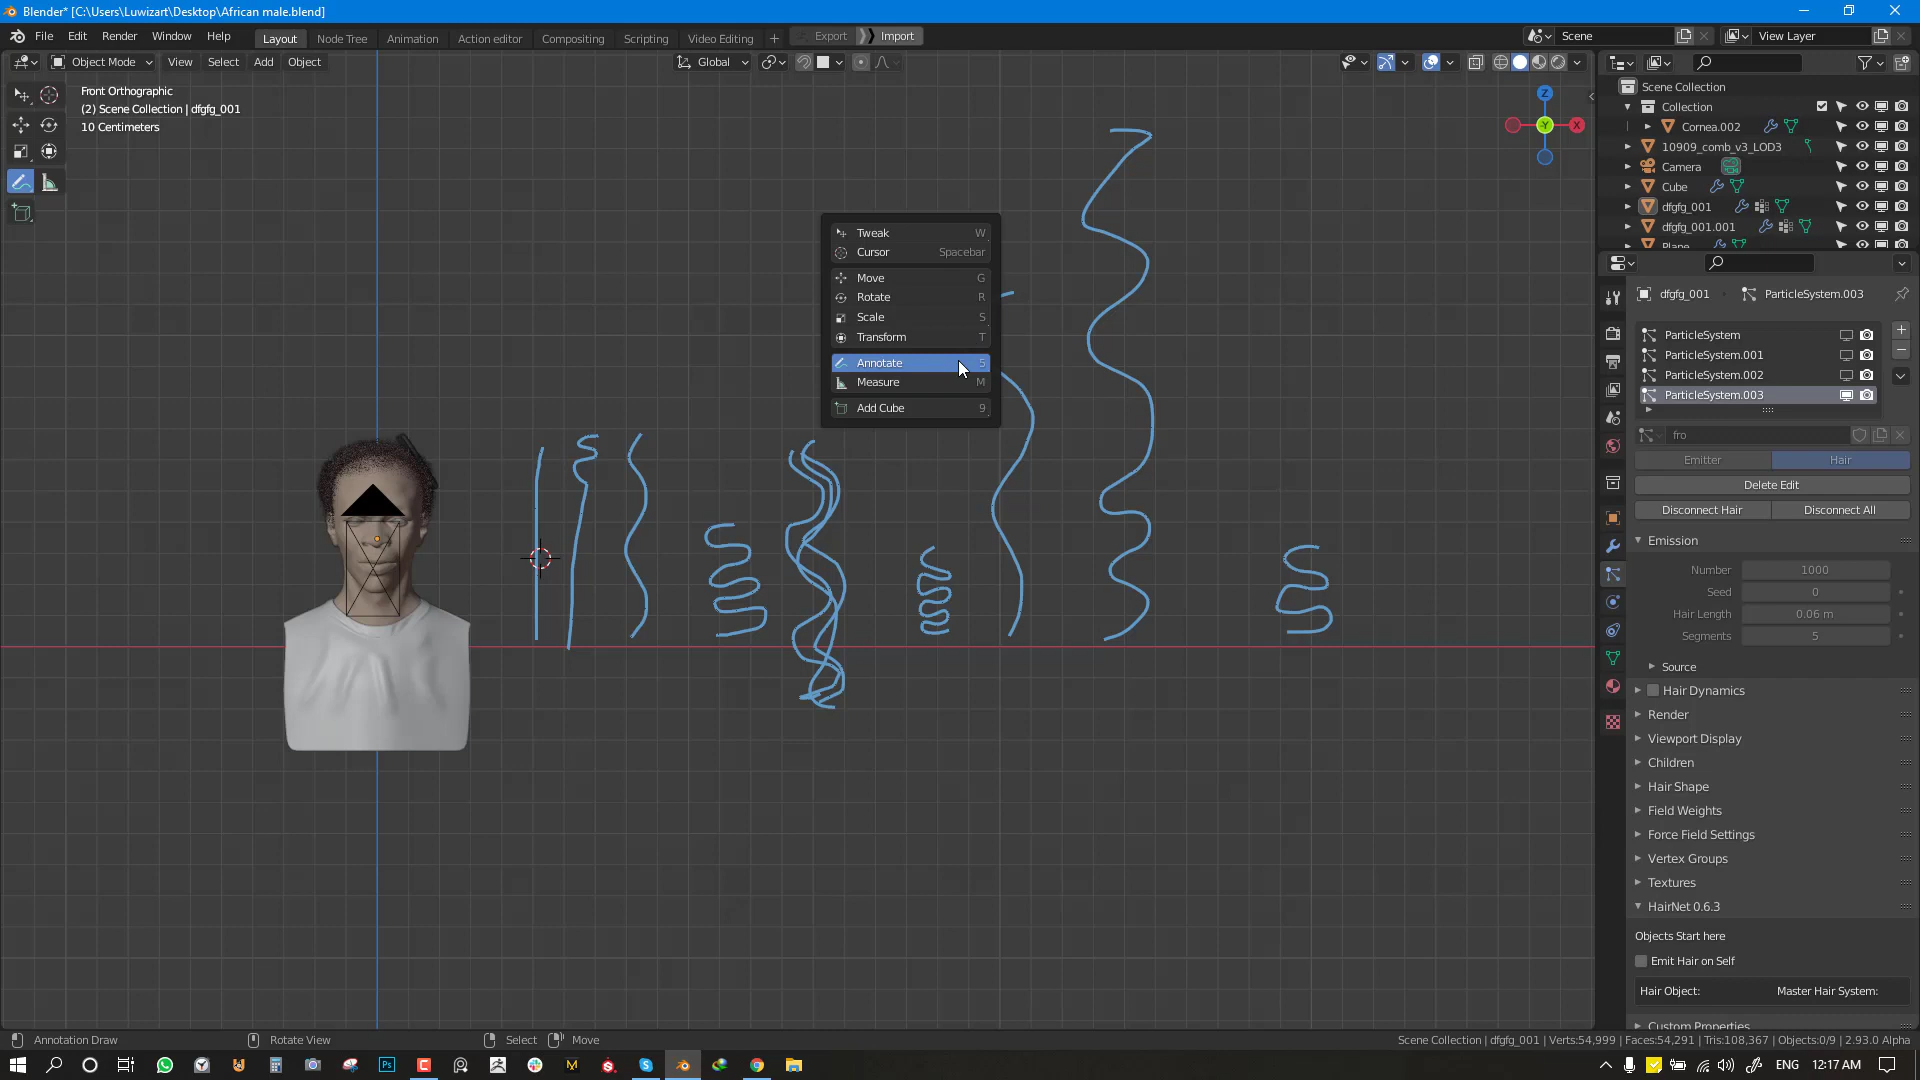 Blender* [C:\Users\Luwizart\Desktop\African male.blend]
File Edit Render Window Help
Layout Node Tree Animation Action editor Compositing Scripting Video Editing + Export Import
Scene View Layer
Object Mode View Select Add Object
Global
Front Orthographic
(2) Scene Collection | dfgfg_001
10 Centimeters
Z
Y
X
Tweak W
Cursor Spacebar
Move G
Rotate R
Scale S
Transform T
Annotate 5
Measure M
Add Cube 9
Scene Collection
Collection
Cornea.002
10909_comb_v3_LOD3
Camera
Cube
dfgfg_001
dfgfg_001.001
Plane
dfgfg_001 ParticleSystem.003
ParticleSystem
ParticleSystem.001
ParticleSystem.002
ParticleSystem.003
fro
Emitter Hair
Delete Edit
Disconnect Hair Disconnect All
Emission
Number 1000
Seed 0
Hair Length 0.06 m
Segments 5
Source
Hair Dynamics
Render
Viewport Display
Children
Hair Shape
Field Weights
Force Field Settings
Vertex Groups
Textures
HairNet 0.6.3
Objects Start here
Emit Hair on Self
Hair Object: Master Hair System:
Custom Properties
Annotation Draw Rotate View Select Move
Scene Collection | dfgfg_001 | Verts:54,999 | Faces:54,291 | Tris:108,367 | Objects:0/9 | 2.93.0 Alpha
ENG 12:17 AM